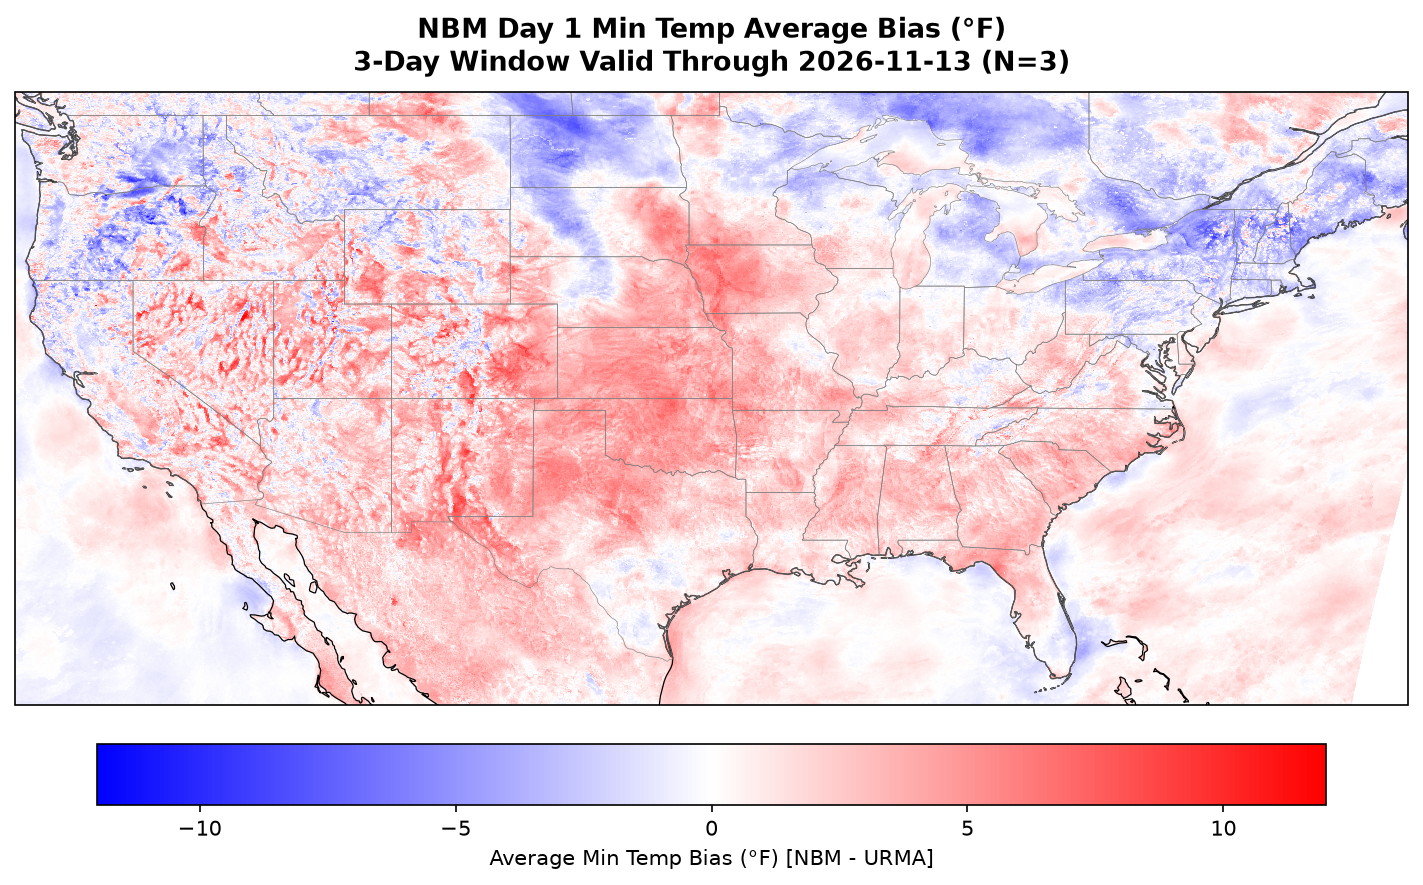 NBM Day 1 Min Temp Average Bias (°F)
3-Day Window Valid Through 2026-11-13 (N=3)
−10 −5 0 5 10
Average Min Temp Bias (°F) [NBM - URMA]